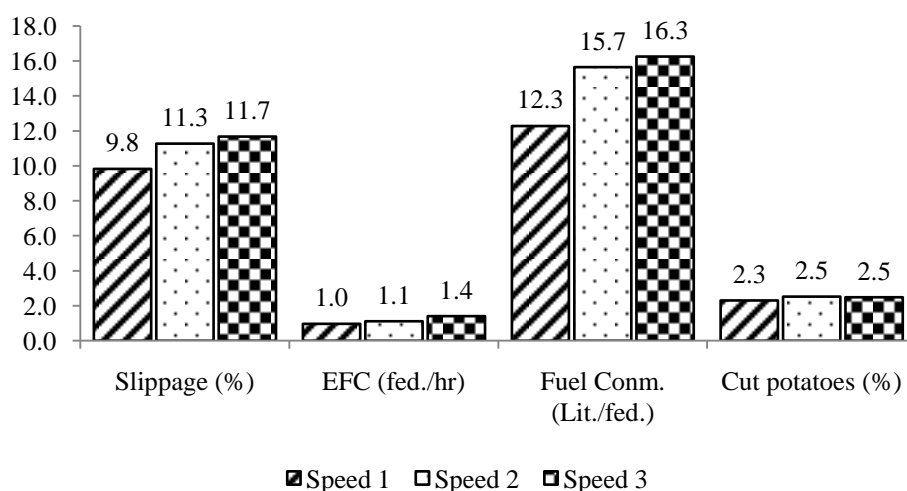 18.0
16.0
14.0
12.0
10.0
8.0
6.0
4.0
2.0
0.0
9.8 11.3 11.7
1.0 1.1 1.4
12.3 15.7 16.3
2.3 2.5 2.5
Slippage (%)
EFC (fed./hr)
Fuel Conm.
(Lit./fed.)
Cut potatoes (%)
Speed 1 Speed 2 Speed 3